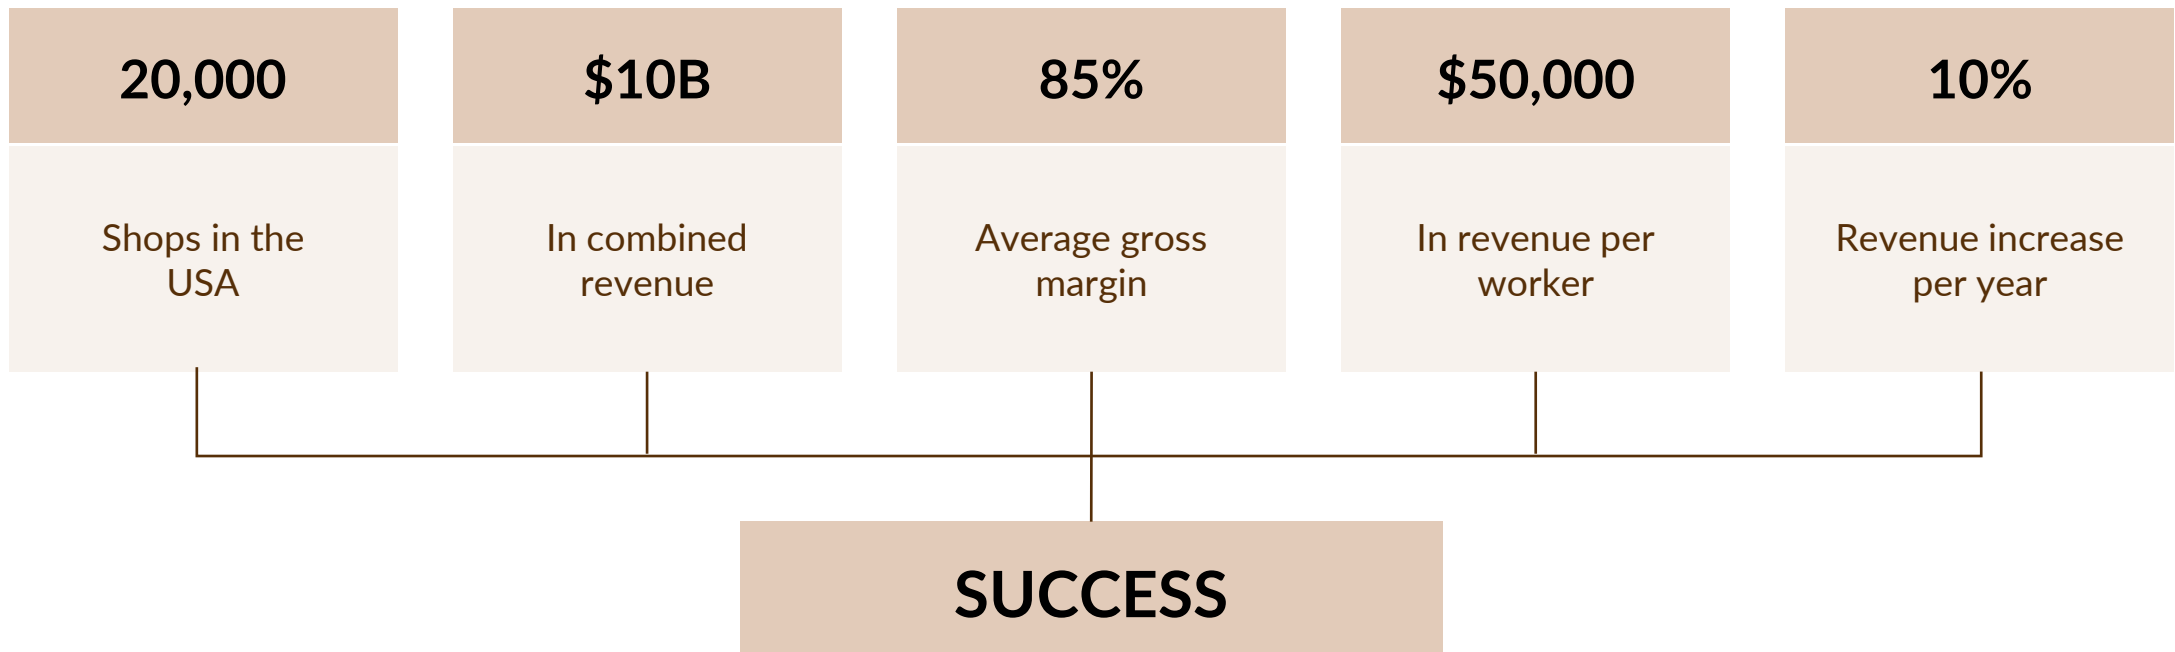 20,000
Shops in the
USA
$10B
In combined
revenue
85%
Average gross
margin
$50,000
In revenue per
worker
10%
Revenue increase
per year
SUCCESS